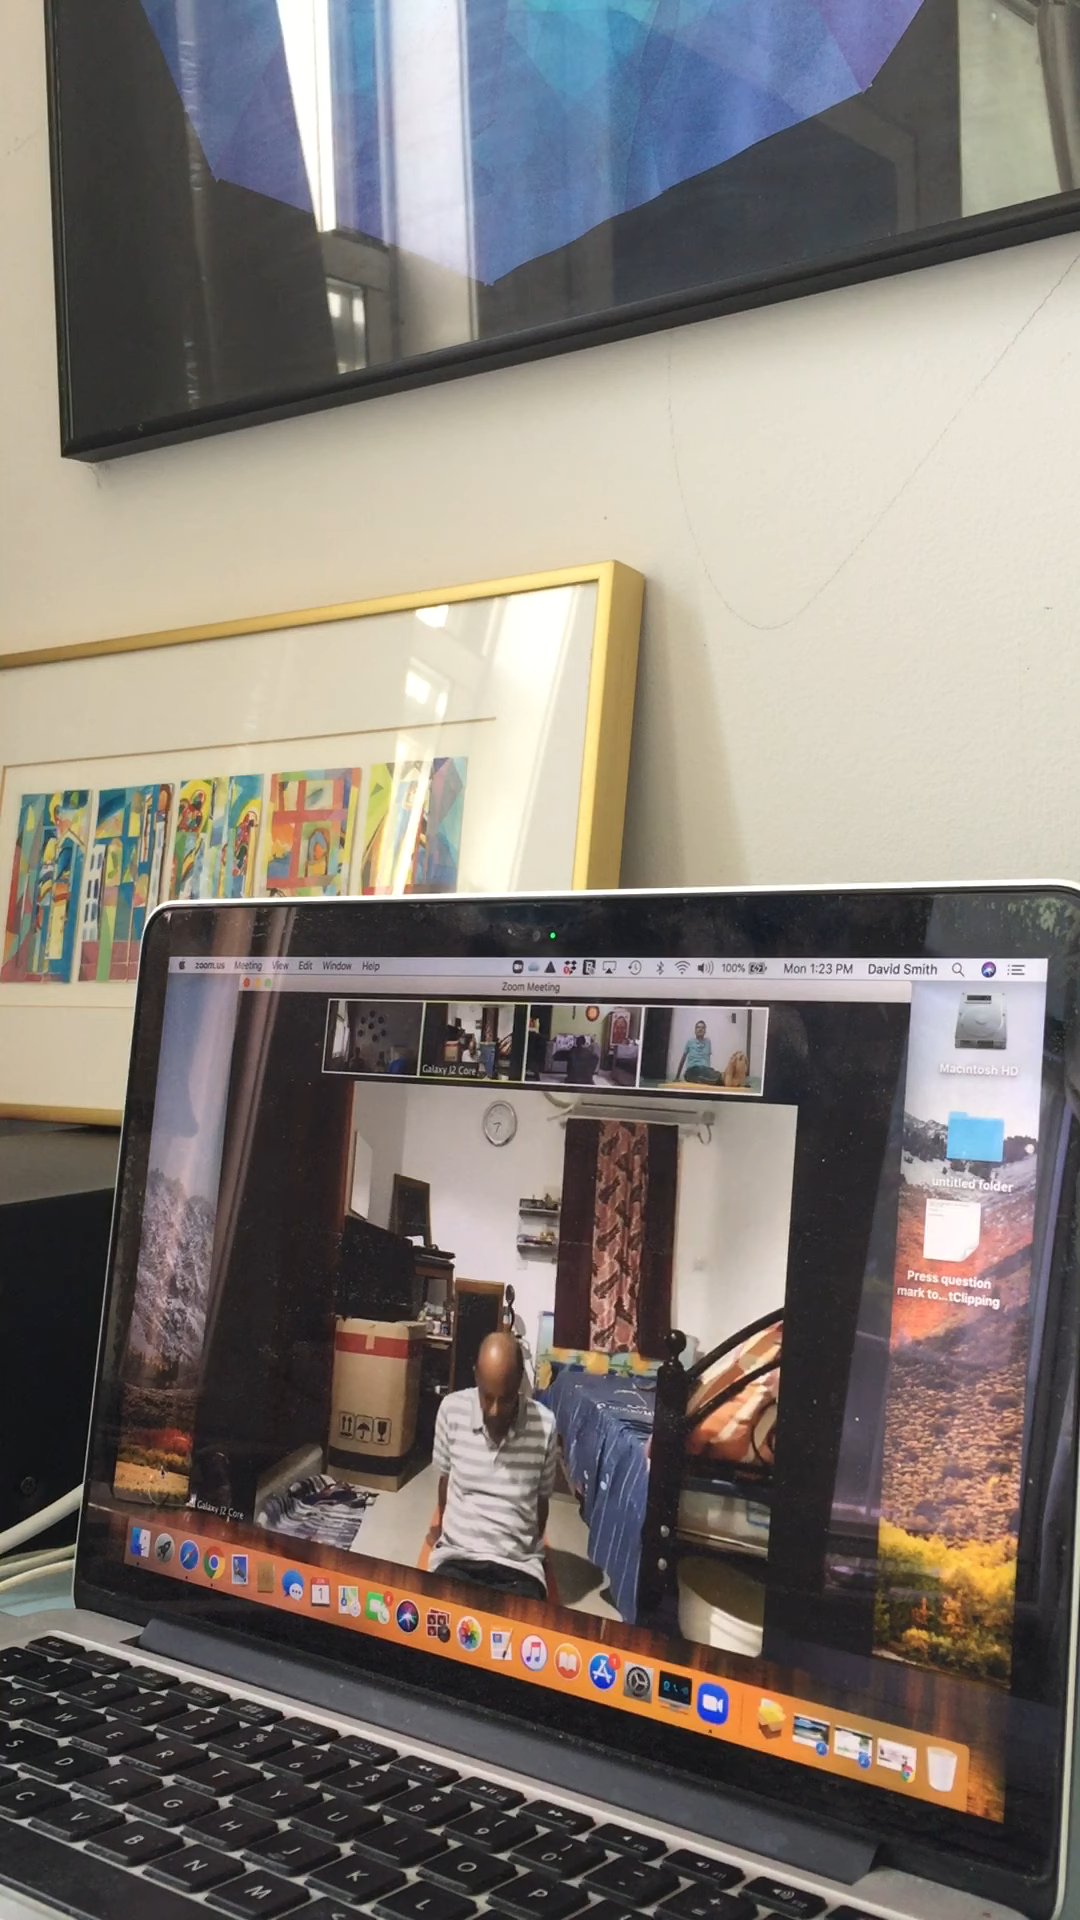 zoom.us Meeting View Edit Window Help 100% Mon 1:23 PM David Smith
Zoom Meeting
Galaxy J2 Core
Macintosh HD
untitled folder
Press question
mark to...tClipping
Galaxy J2 Core
1
Q W E R T Y U I O P
S D F G H J K L
C V B N M